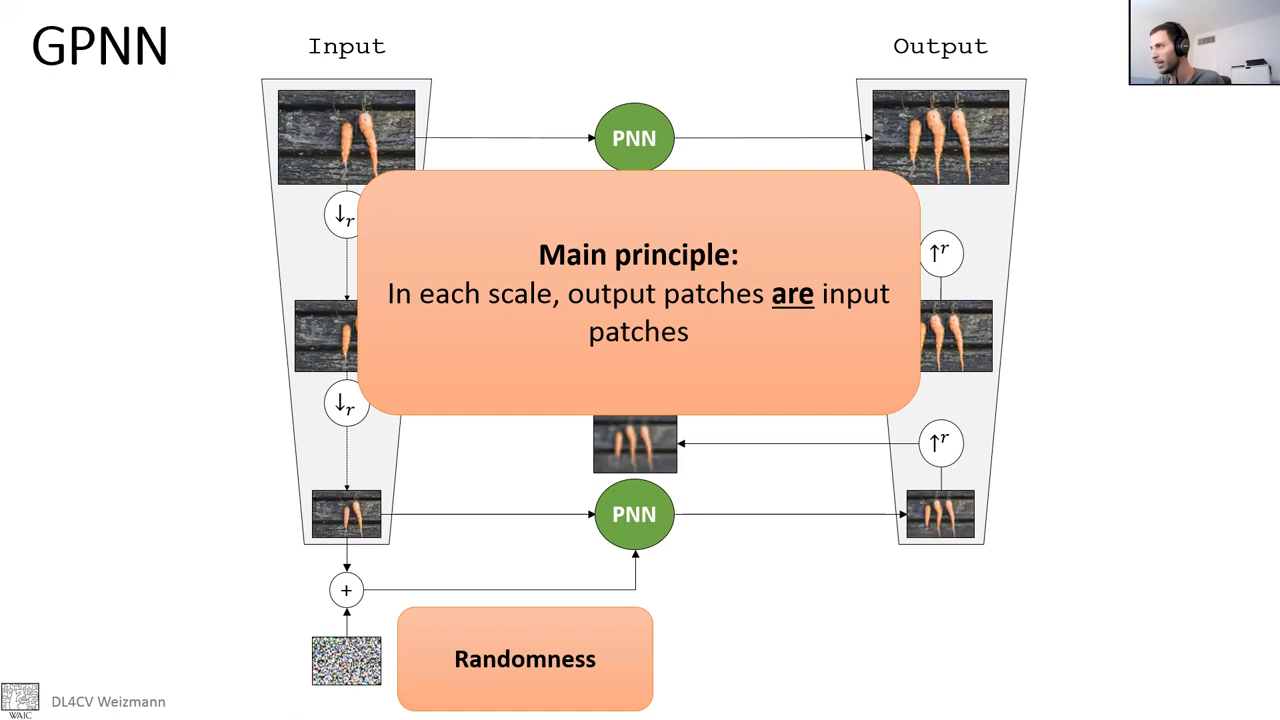 GPNN
Input
Output
PNN
↓r
↑r
Main principle:
In each scale, output patches are input
patches
↓r
↑r
PNN
+
Randomness
DL4CV Weizmann
WAIC